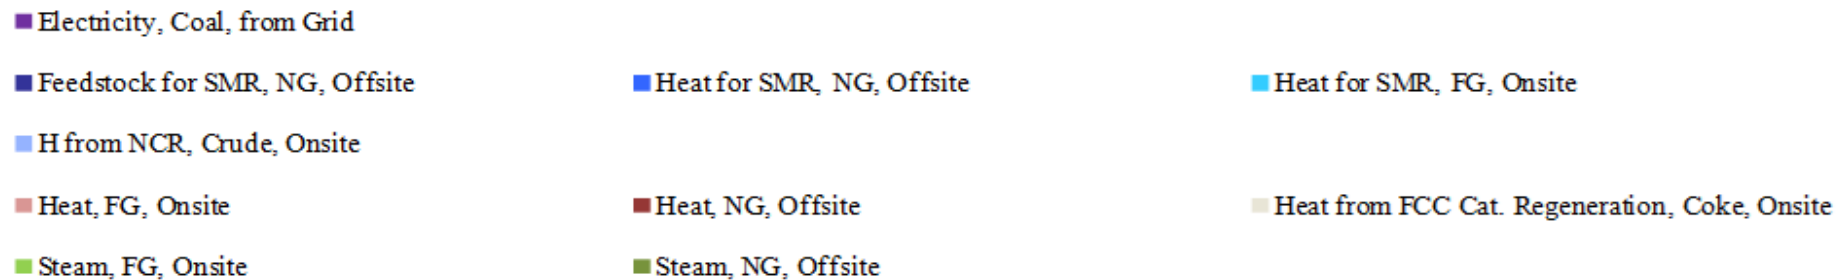 Electricity, Coal, from Grid
Feedstock for SMR, NG, Offsite Heat for SMR, NG, Offsite Heat for SMR, FG, Onsite
H from NCR, Crude, Onsite
Heat, FG, Onsite Heat, NG, Offsite Heat from FCC Cat. Regeneration, Coke, Onsite
Steam, FG, Onsite Steam, NG, Offsite